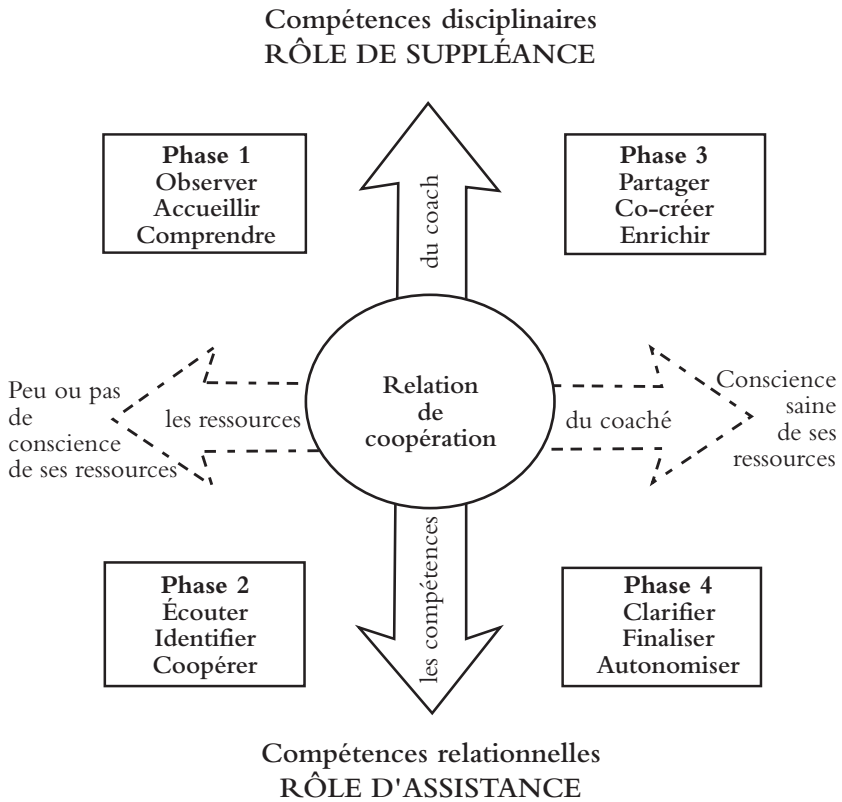 Compétences disciplinaires
RÔLE DE SUPPLÉANCE
Phase 1
Observer
Accueillir
Comprendre
du coach
Phase 3
Partager
Co-créer
Enrichir
Peu ou pas
de
conscience
de ses ressources
les ressources
Relation
de
coopération
du coaché
Conscience
saine
de ses
ressources
Phase 2
Écouter
Identifier
Coopérer
les compétences
Phase 4
Clarifier
Finaliser
Autonomiser
Compétences relationnelles
RÔLE D'ASSISTANCE